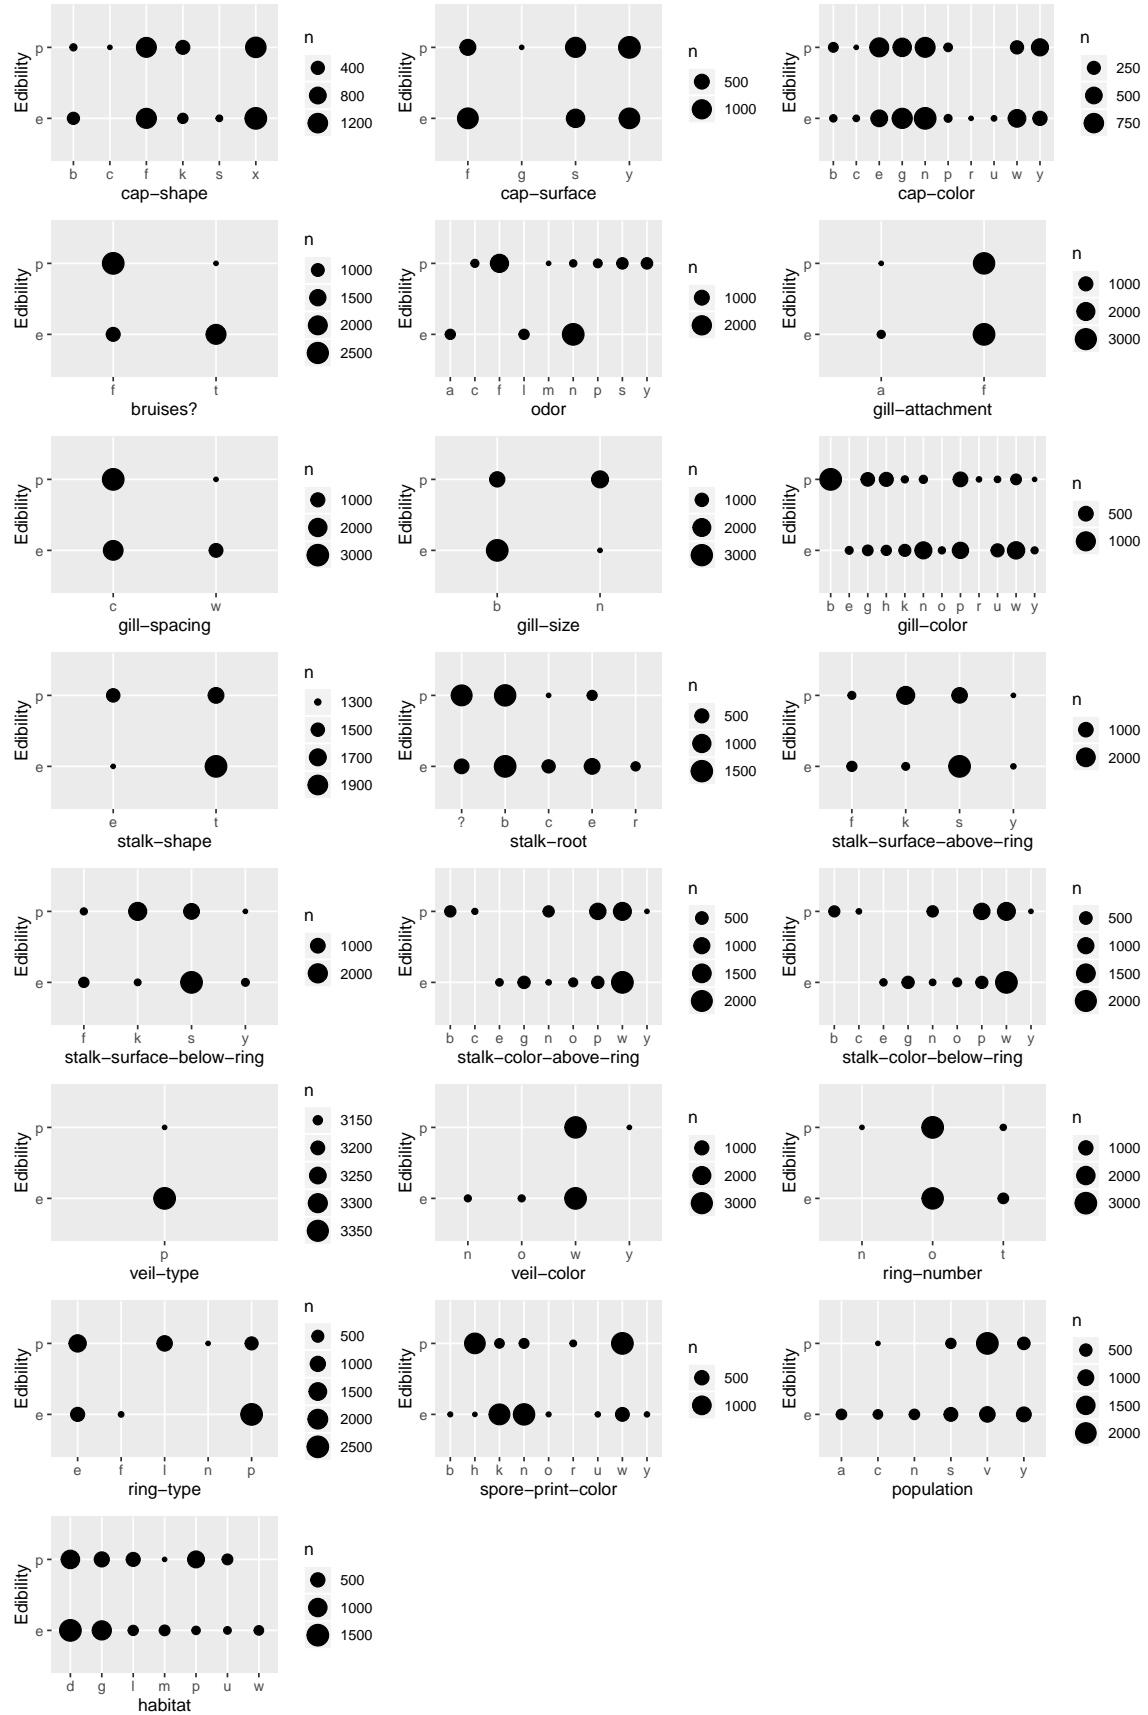 Edibility
p
e
b c f k s x
cap−shape
n
400
800
1200
Edibility
p
e
f g s y
cap−surface
n
500
1000
Edibility
p
e
b c e g n p r u w y
cap−color
n
250
500
750
Edibility
p
e
f t
bruises?
n
1000
1500
2000
2500
Edibility
p
e
a c f l m n p s y
odor
n
1000
2000
Edibility
p
e
a f
gill−attachment
n
1000
2000
3000
Edibility
p
e
c w
gill−spacing
n
1000
2000
3000
Edibility
p
e
b n
gill−size
n
1000
2000
3000
Edibility
p
e
b e g h k n o p r u w y
gill−color
n
500
1000
Edibility
p
e
e t
stalk−shape
n
1300
1500
1700
1900
Edibility
p
e
? b c e r
stalk−root
n
500
1000
1500
Edibility
p
e
f k s y
stalk−surface−above−ring
n
1000
2000
Edibility
p
e
f k s y
stalk−surface−below−ring
n
1000
2000
Edibility
p
e
b c e g n o p w y
stalk−color−above−ring
n
500
1000
1500
2000
Edibility
p
e
b c e g n o p w y
stalk−color−below−ring
n
500
1000
1500
2000
Edibility
p
e
p
veil−type
n
3150
3200
3250
3300
3350
Edibility
p
e
n o w y
veil−color
n
1000
2000
3000
Edibility
p
e
n o t
ring−number
n
1000
2000
3000
Edibility
p
e
e f l n p
ring−type
n
500
1000
1500
2000
2500
Edibility
p
e
b h k n o r u w y
spore−print−color
n
500
1000
Edibility
p
e
a c n s v y
population
n
500
1000
1500
2000
Edibility
p
e
d g l m p u w
habitat
n
500
1000
1500